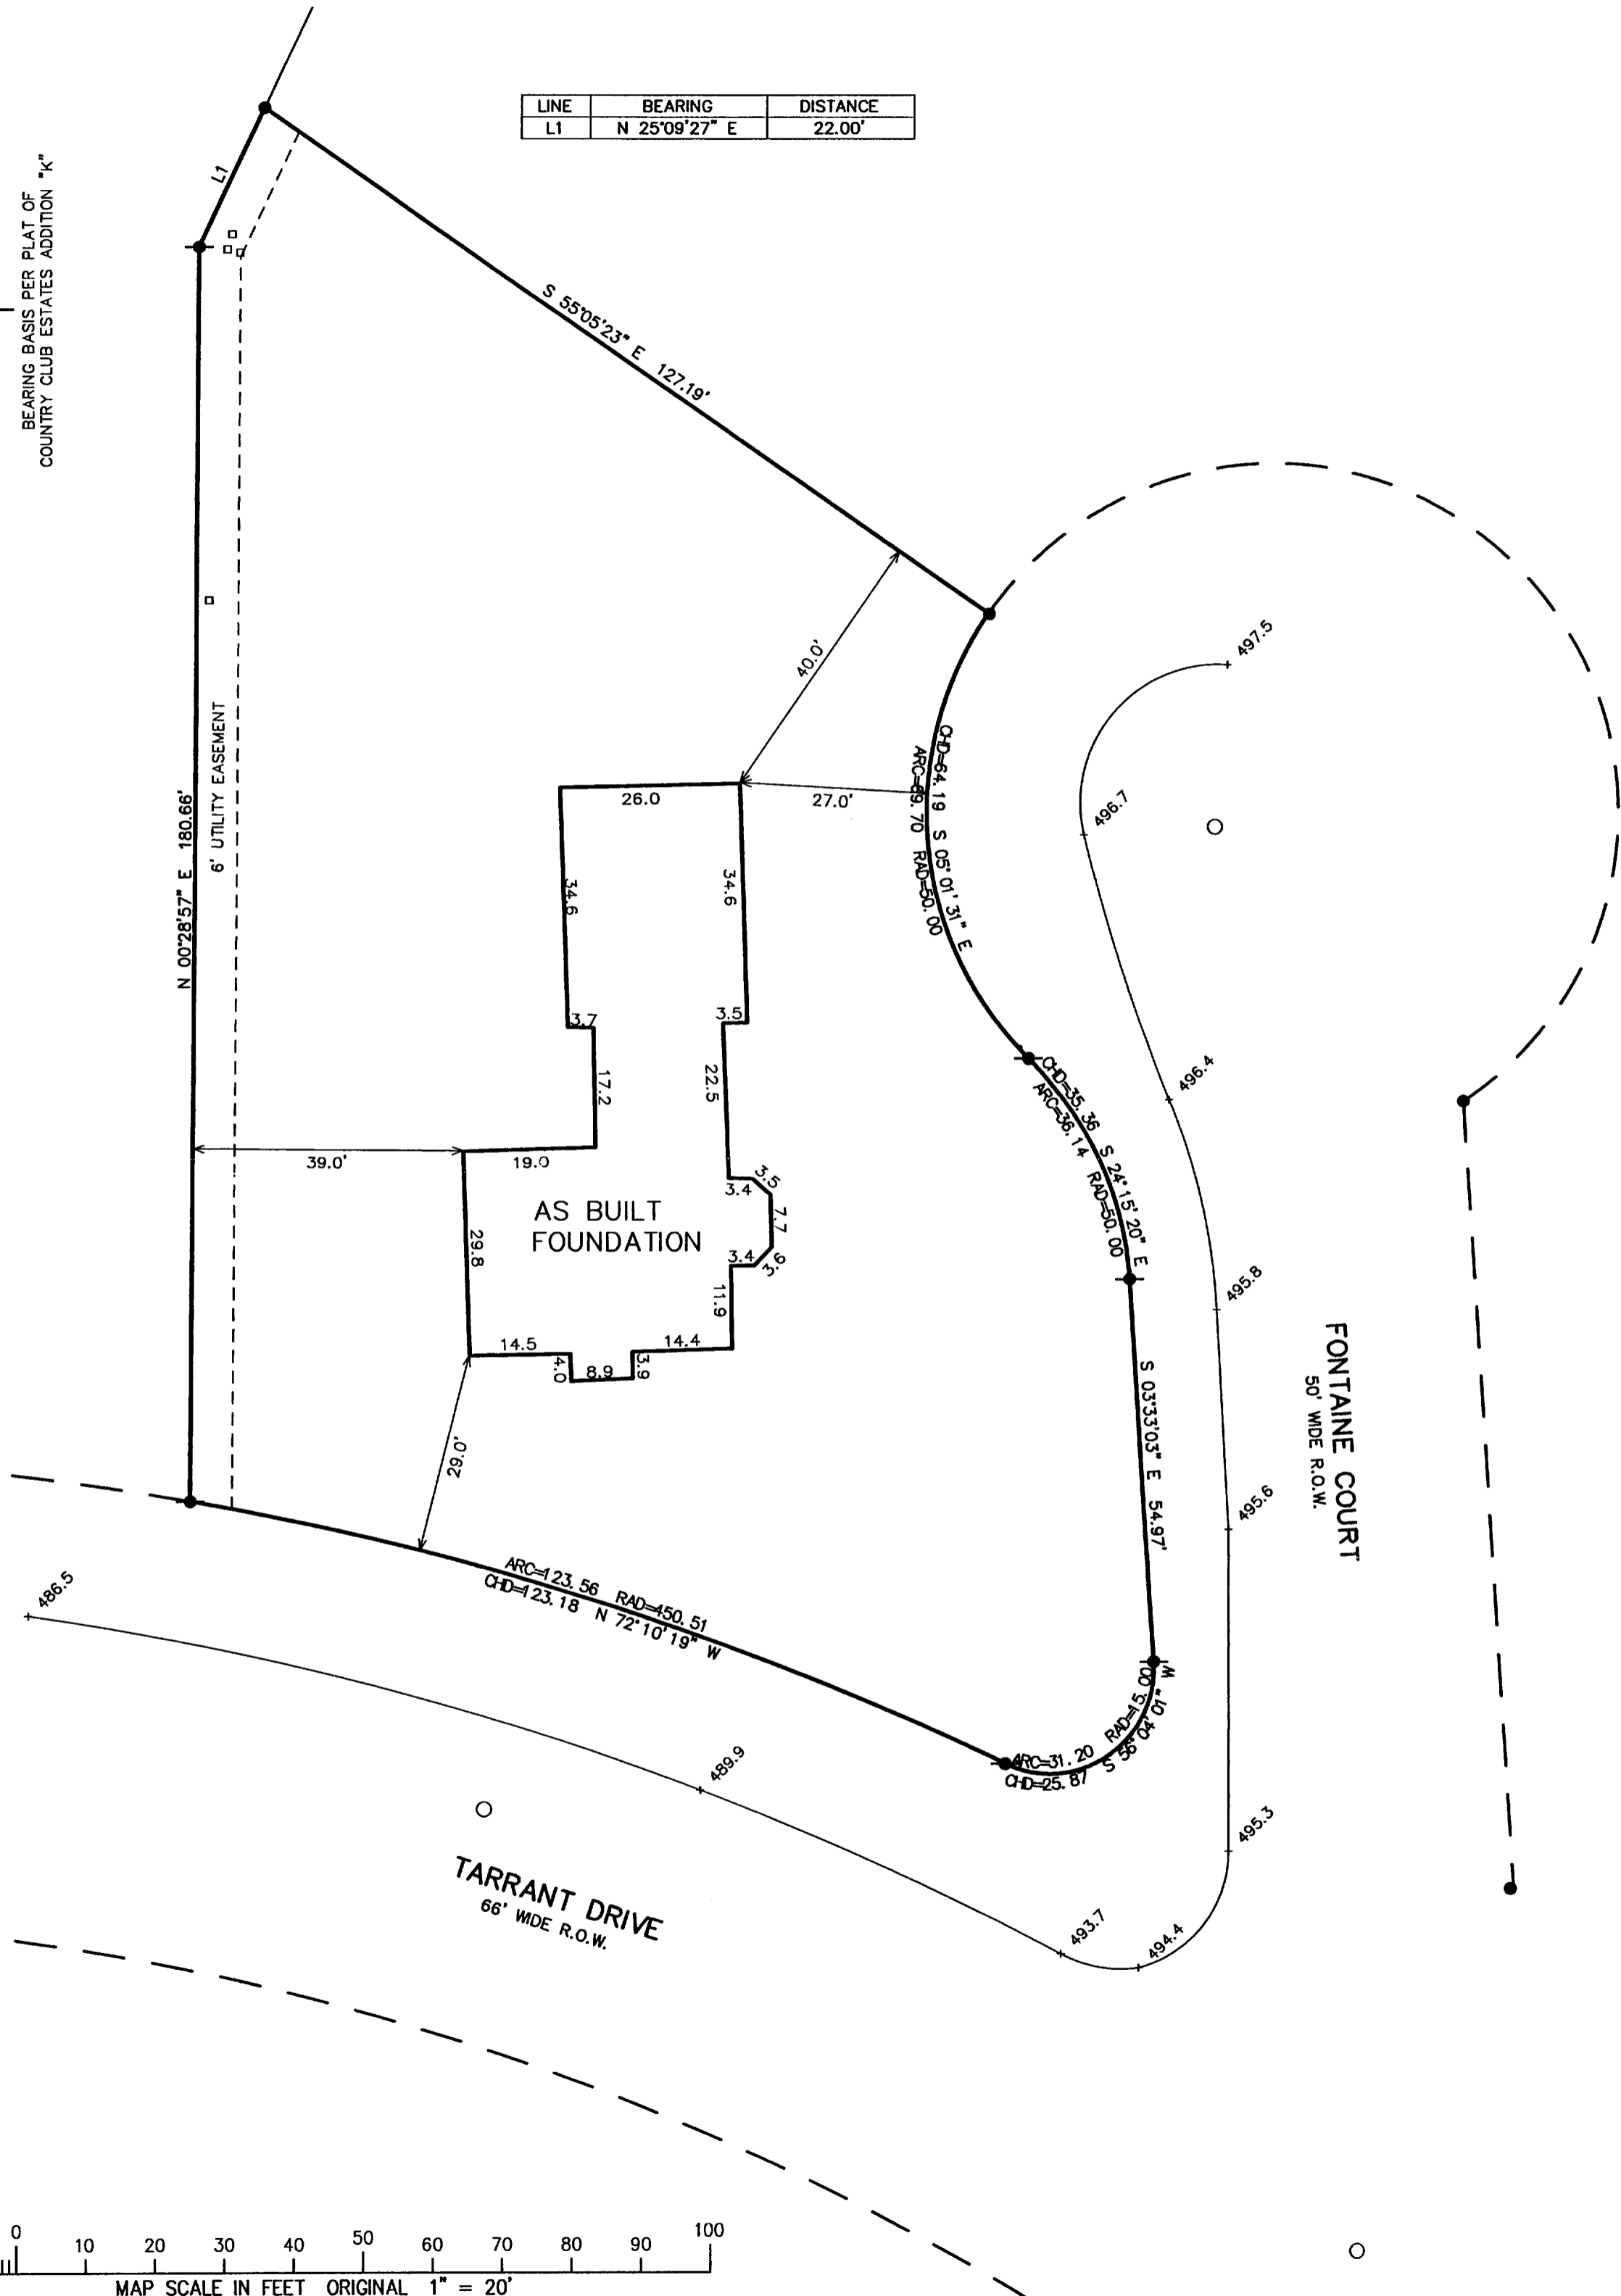 LINE BEARING DISTANCE
L1 N 25°09'27" E 22.00'
BEARING BASIS PER PLAT OF
COUNTRY CLUB ESTATES ADDITION "K"
L1
S 55°05'23" E 127.19'
N 00°28'57" E 180.66'
6' UTILITY EASEMENT
40.0'
27.0'
26.0
34.6
34.6
3.7
3.5
17.2
22.5
39.0'
19.0
3.4
3.5
7.7
3.6
3.4
AS BUILT
FOUNDATION
29.8
11.9
14.5
4.0
8.9
3.9
14.4
29.0'
CHD=64.19 S 05°01'31" E
ARC=69.70 RAD=50.00
CHD=35.36 S 24°15'20" E
ARC=36.14 RAD=50.00
S 03°33'03" E 54.97'
ARC=31.20 RAD=15.00
CHD=25.87 S 56°04'01" W
ARC=123.56 RAD=450.51
CHD=123.18 N 72°10'19" W
497.5
496.7
496.4
495.8
495.6
495.3
494.4
493.7
489.9
486.5
FONTAINE COURT
50' WIDE R.O.W.
TARRANT DRIVE
66' WIDE R.O.W.
0 10 20 30 40 50 60 70 80 90 100
MAP SCALE IN FEET ORIGINAL 1" = 20'